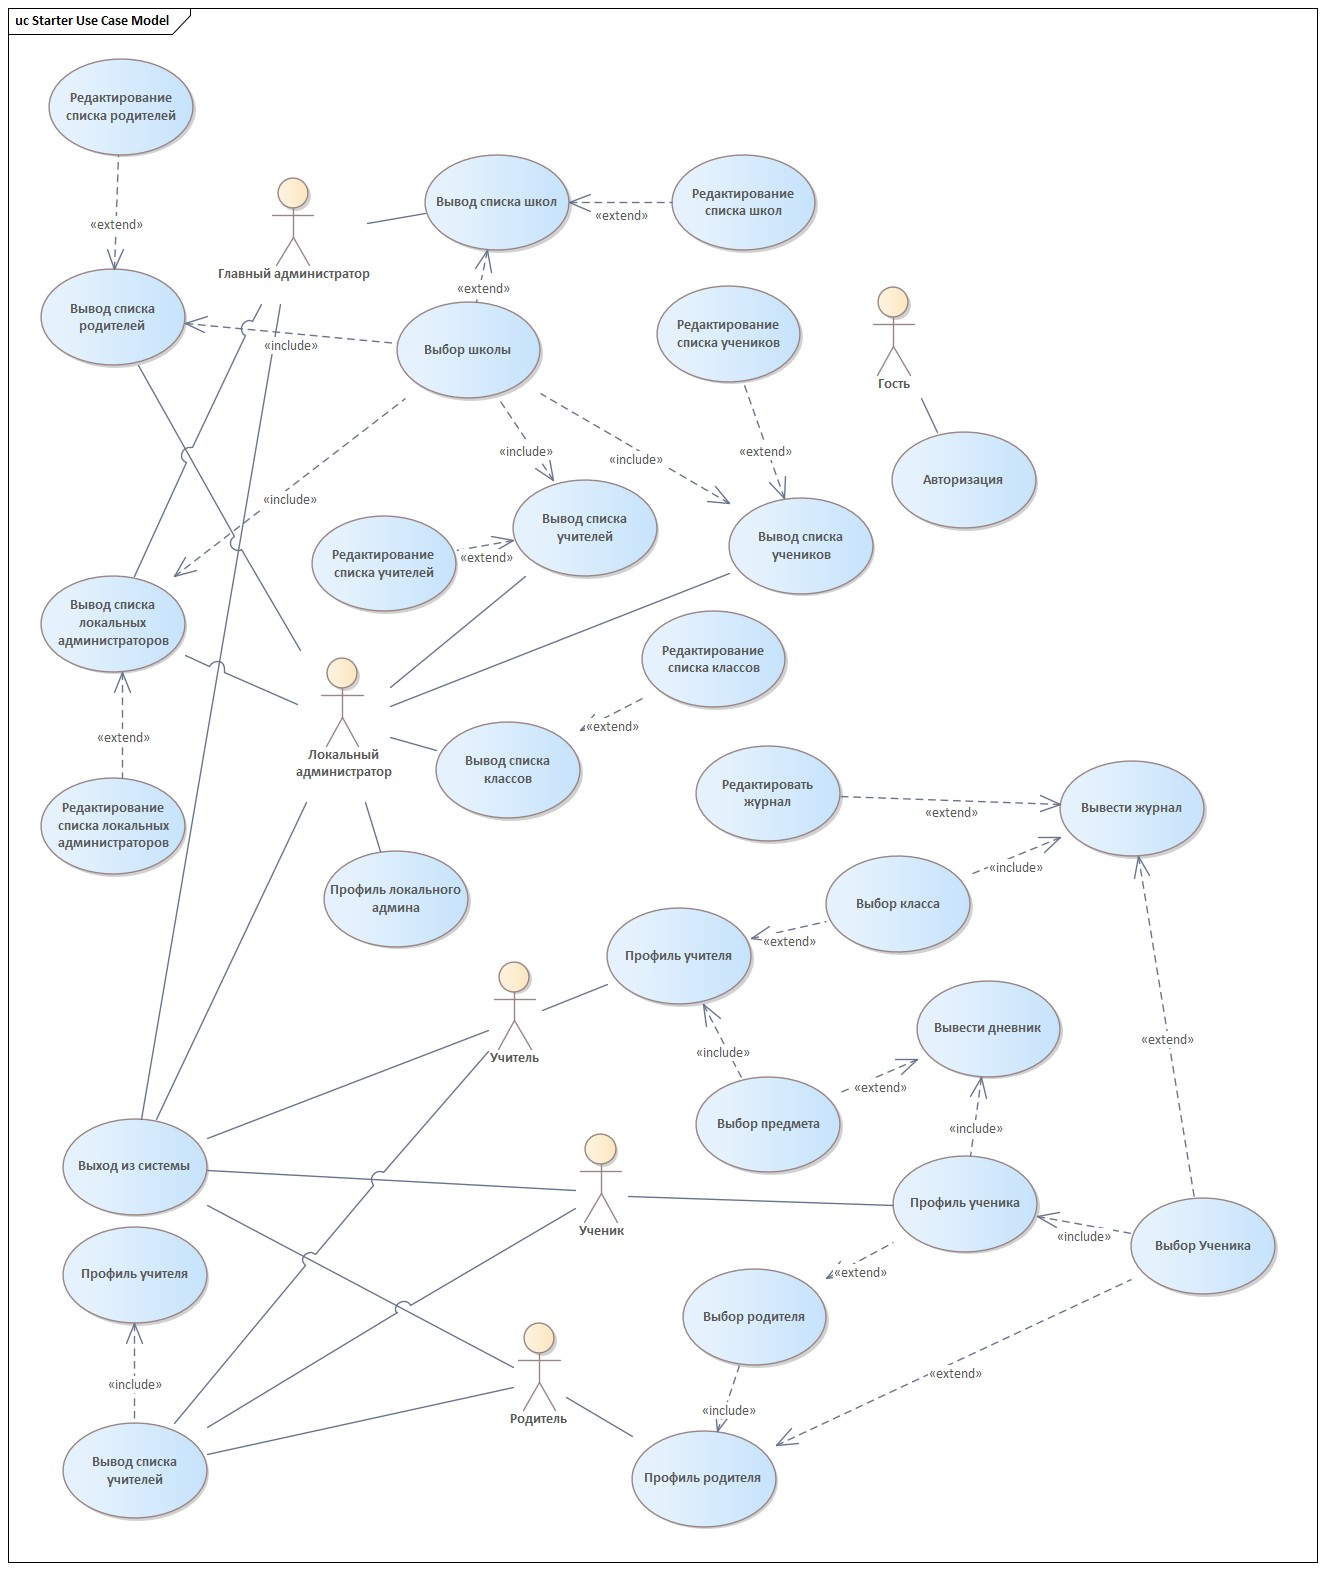 uc Starter Use Case Model
Редактирование
списка родителей
«extend»
Главный администратор
Вывод списка школ
«extend»
Редактирование
списка школ
«extend»
Вывод списка
родителей
«include»
Выбор школы
Редактирование
списка учеников
Гость
Авторизация
«include»
«include»
«extend»
«include»
Вывод списка
учителей
Редактирование
списка учителей
«extend»
Вывод списка
учеников
Вывод списка
локальных
администраторов
Редактирование
списка классов
«extend»
«extend»
Локальный
администратор
Вывод списка
классов
Редактирование
списка локальных
администраторов
Редактировать
журнал
«extend»
Вывести журнал
«include»
Профиль локального
админа
Выбор класса
«extend»
Профиль учителя
Учитель
«include»
Вывести дневник
«extend»
«extend»
Выбор предмета
«include»
Выход из системы
Ученик
Профиль ученика
«include»
Выбор Ученика
Профиль учителя
«extend»
Выбор родителя
«extend»
«include»
Родитель
«include»
Вывод списка
учителей
Профиль родителя